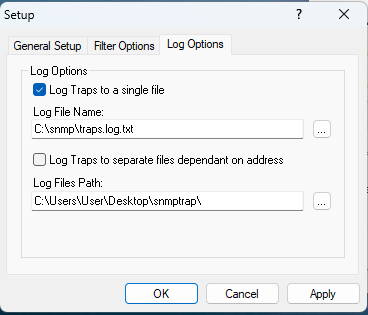 Setup
?
General Setup Filter Options Log Options
Log Options
Log Traps to a single file
Log File Name:
C:\snmp\traps.log.txt
...
Log Traps to separate files dependant on address
Log Files Path:
C:\Users\User\Desktop\snmptrap\
...
OK Cancel Apply